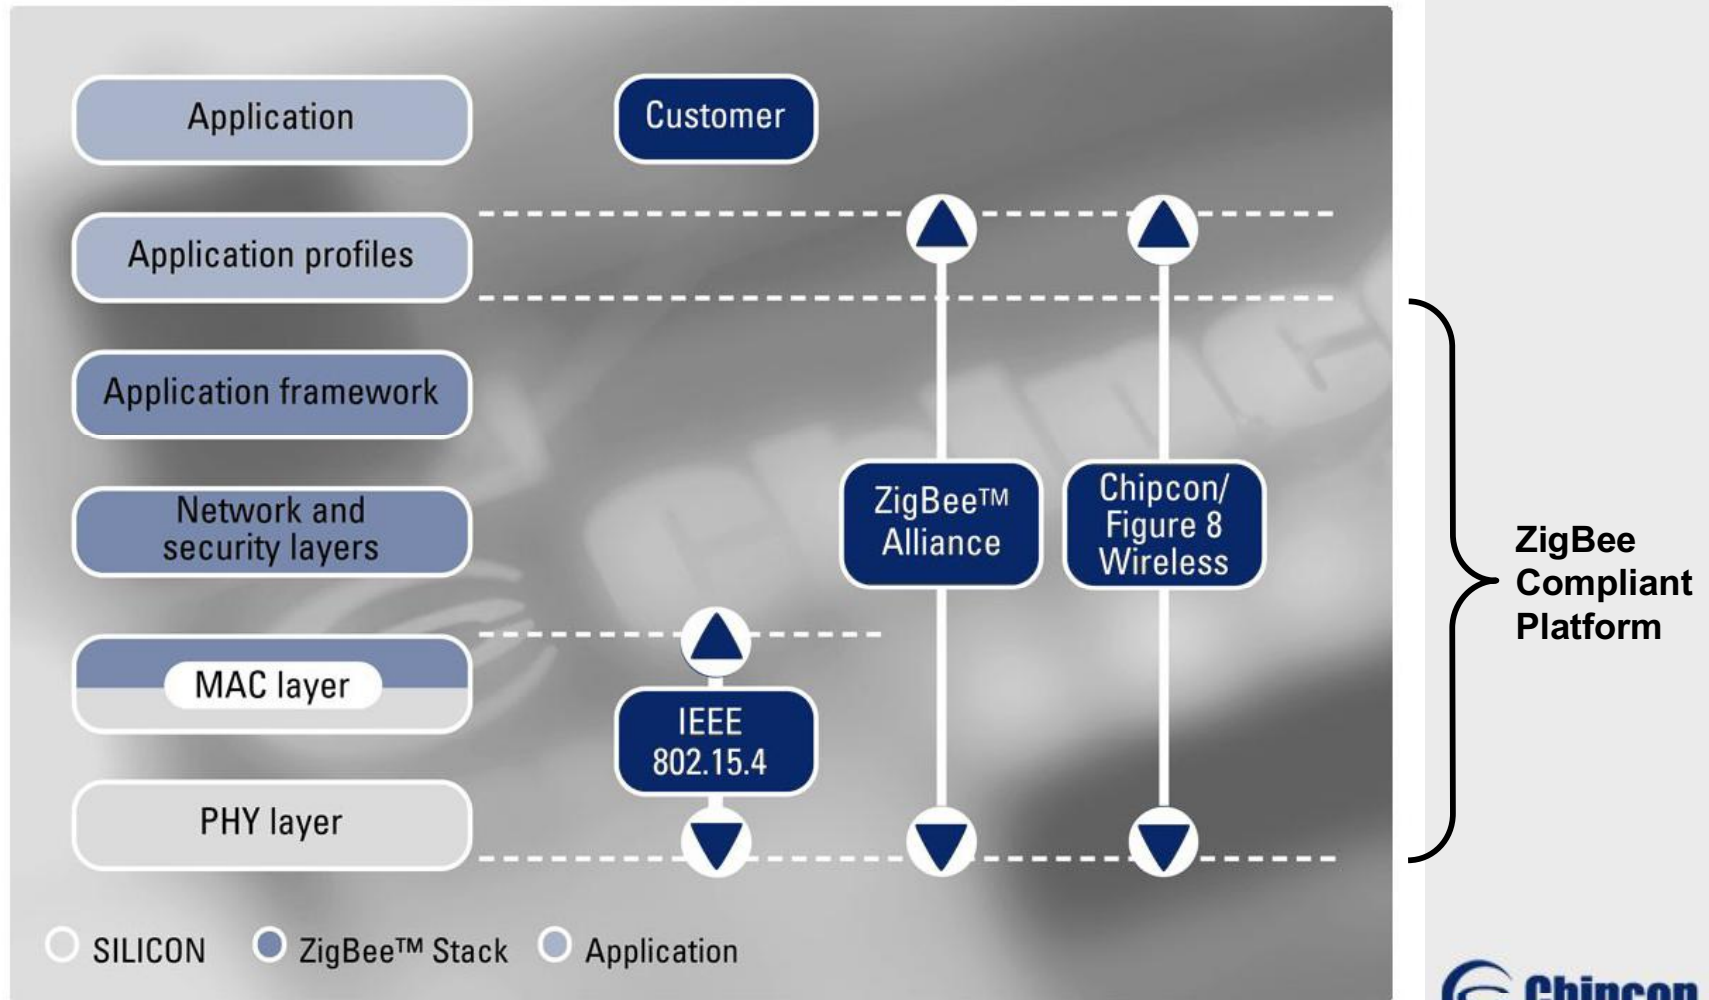 Application
Customer
Application profiles
Application framework
Network and
security layers
ZigBee™
Alliance
Chipcon/
Figure 8
Wireless
ZigBee
Compliant
Platform
MAC layer
IEEE
802.15.4
PHY layer
SILICON
ZigBee™ Stack
Application
Chipcon